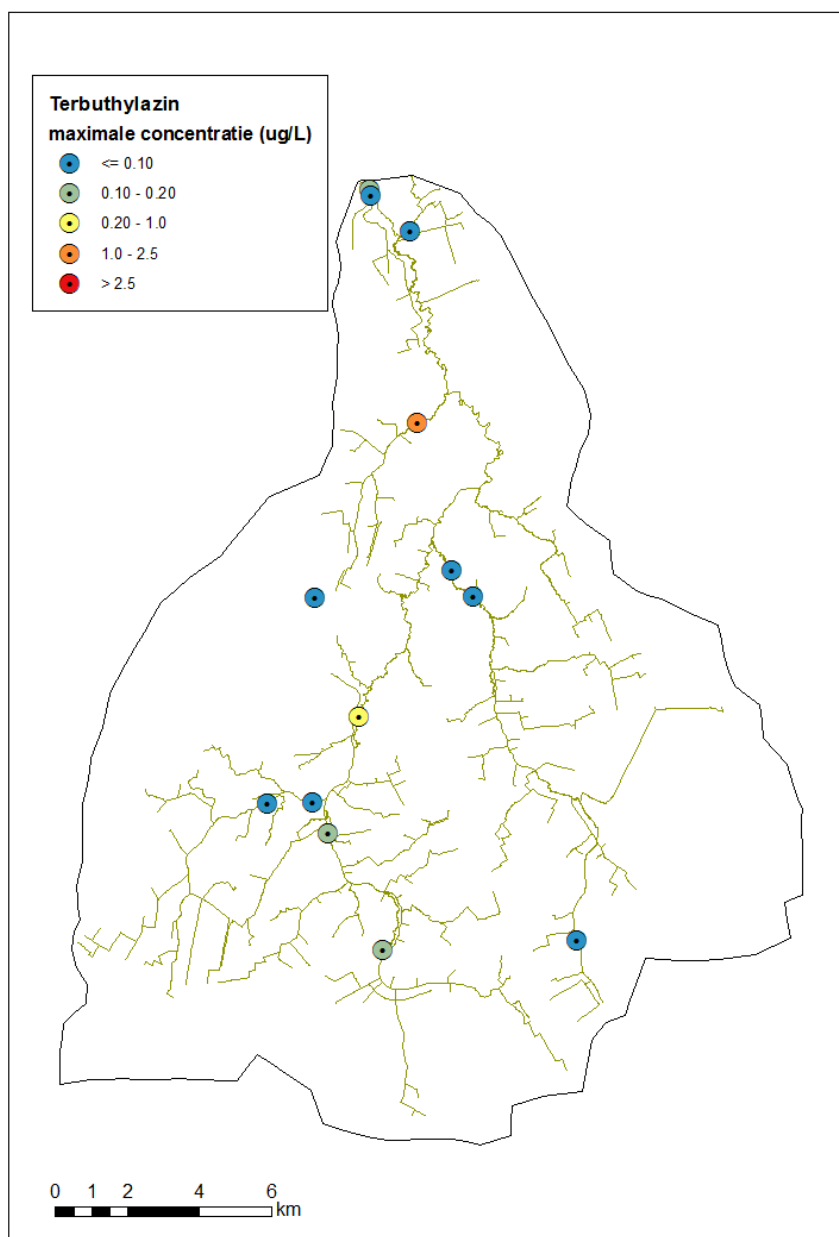 Terbuthylazin
maximale concentratie (ug/L)
<= 0.10
0.10 - 0.20
0.20 - 1.0
1.0 - 2.5
> 2.5
0 1 2 4 6
km